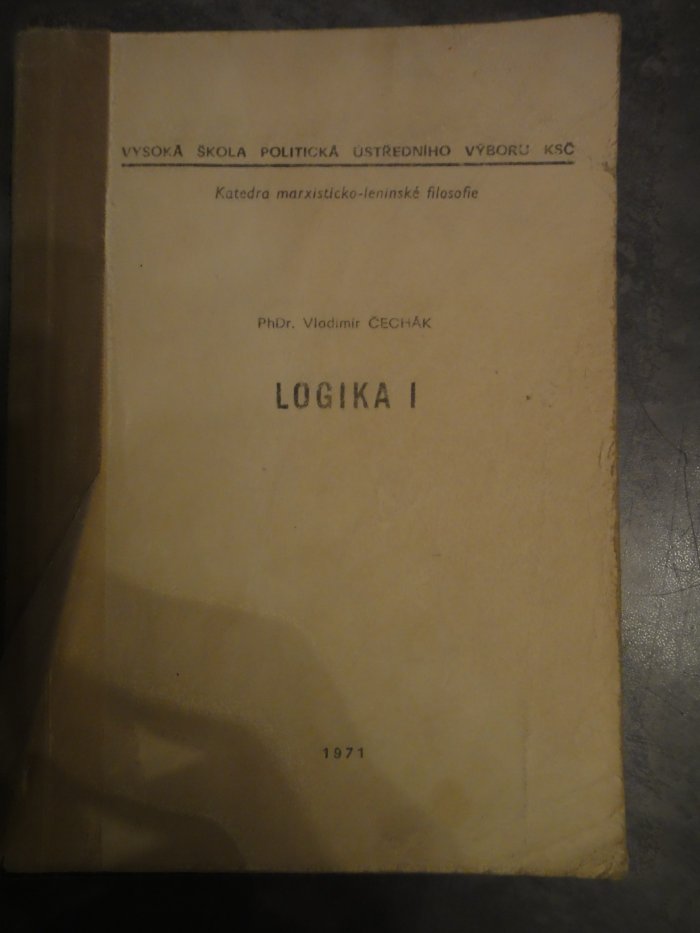 VYSOKÁ ŠKOLA POLITICKÁ ÚSTŘEDNÍHO VÝBORU KSČ
Katedra marxisticko-leninské filosofie
PhDr. Vladimír ČECHÁK
LOGIKA I
1971